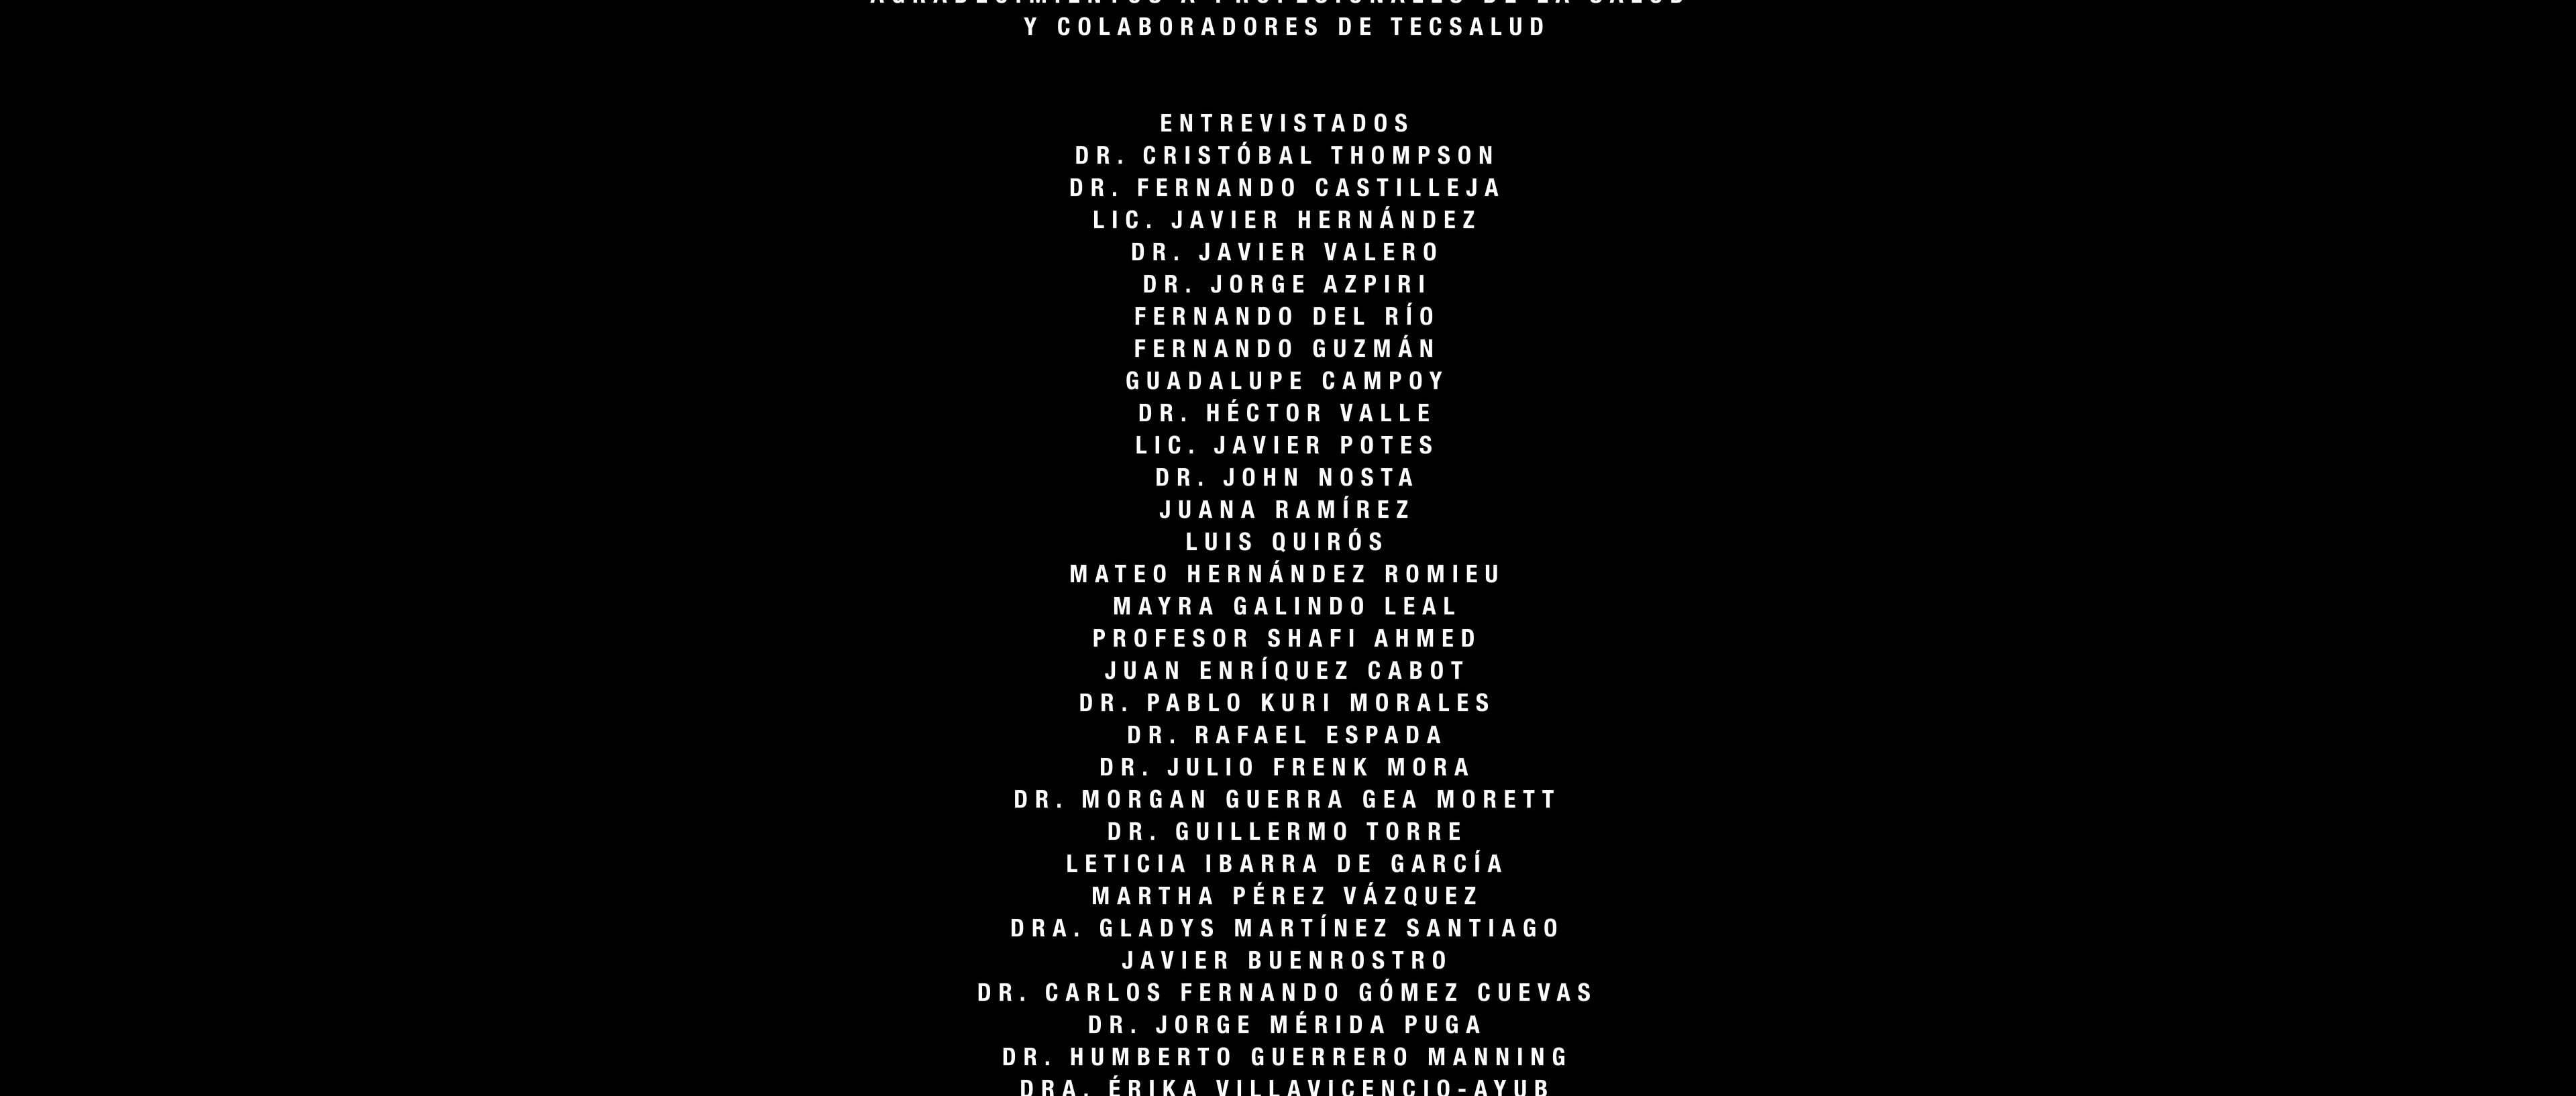 AGRADECIMIENTOS A PROFESIONALES DE LA SALUD
Y COLABORADORES DE TECSALUD
ENTREVISTADOS
DR. CRISTÓBAL THOMPSON
DR. FERNANDO CASTILLEJA
LIC. JAVIER HERNÁNDEZ
DR. JAVIER VALERO
DR. JORGE AZPIRI
FERNANDO DEL RÍO
FERNANDO GUZMÁN
GUADALUPE CAMPOY
DR. HÉCTOR VALLE
LIC. JAVIER POTES
DR. JOHN NOSTA
JUANA RAMÍREZ
LUIS QUIRÓS
MATEO HERNÁNDEZ ROMIEU
MAYRA GALINDO LEAL
PROFESOR SHAFI AHMED
JUAN ENRÍQUEZ CABOT
DR. PABLO KURI MORALES
DR. RAFAEL ESPADA
DR. JULIO FRENK MORA
DR. MORGAN GUERRA GEA MORETT
DR. GUILLERMO TORRE
LETICIA IBARRA DE GARCÍA
MARTHA PÉREZ VÁZQUEZ
DRA. GLADYS MARTÍNEZ SANTIAGO
JAVIER BUENROSTRO
DR. CARLOS FERNANDO GÓMEZ CUEVAS
DR. JORGE MÉRIDA PUGA
DR. HUMBERTO GUERRERO MANNING
DRA. ÉRIKA VILLAVICENCIO-AYUB